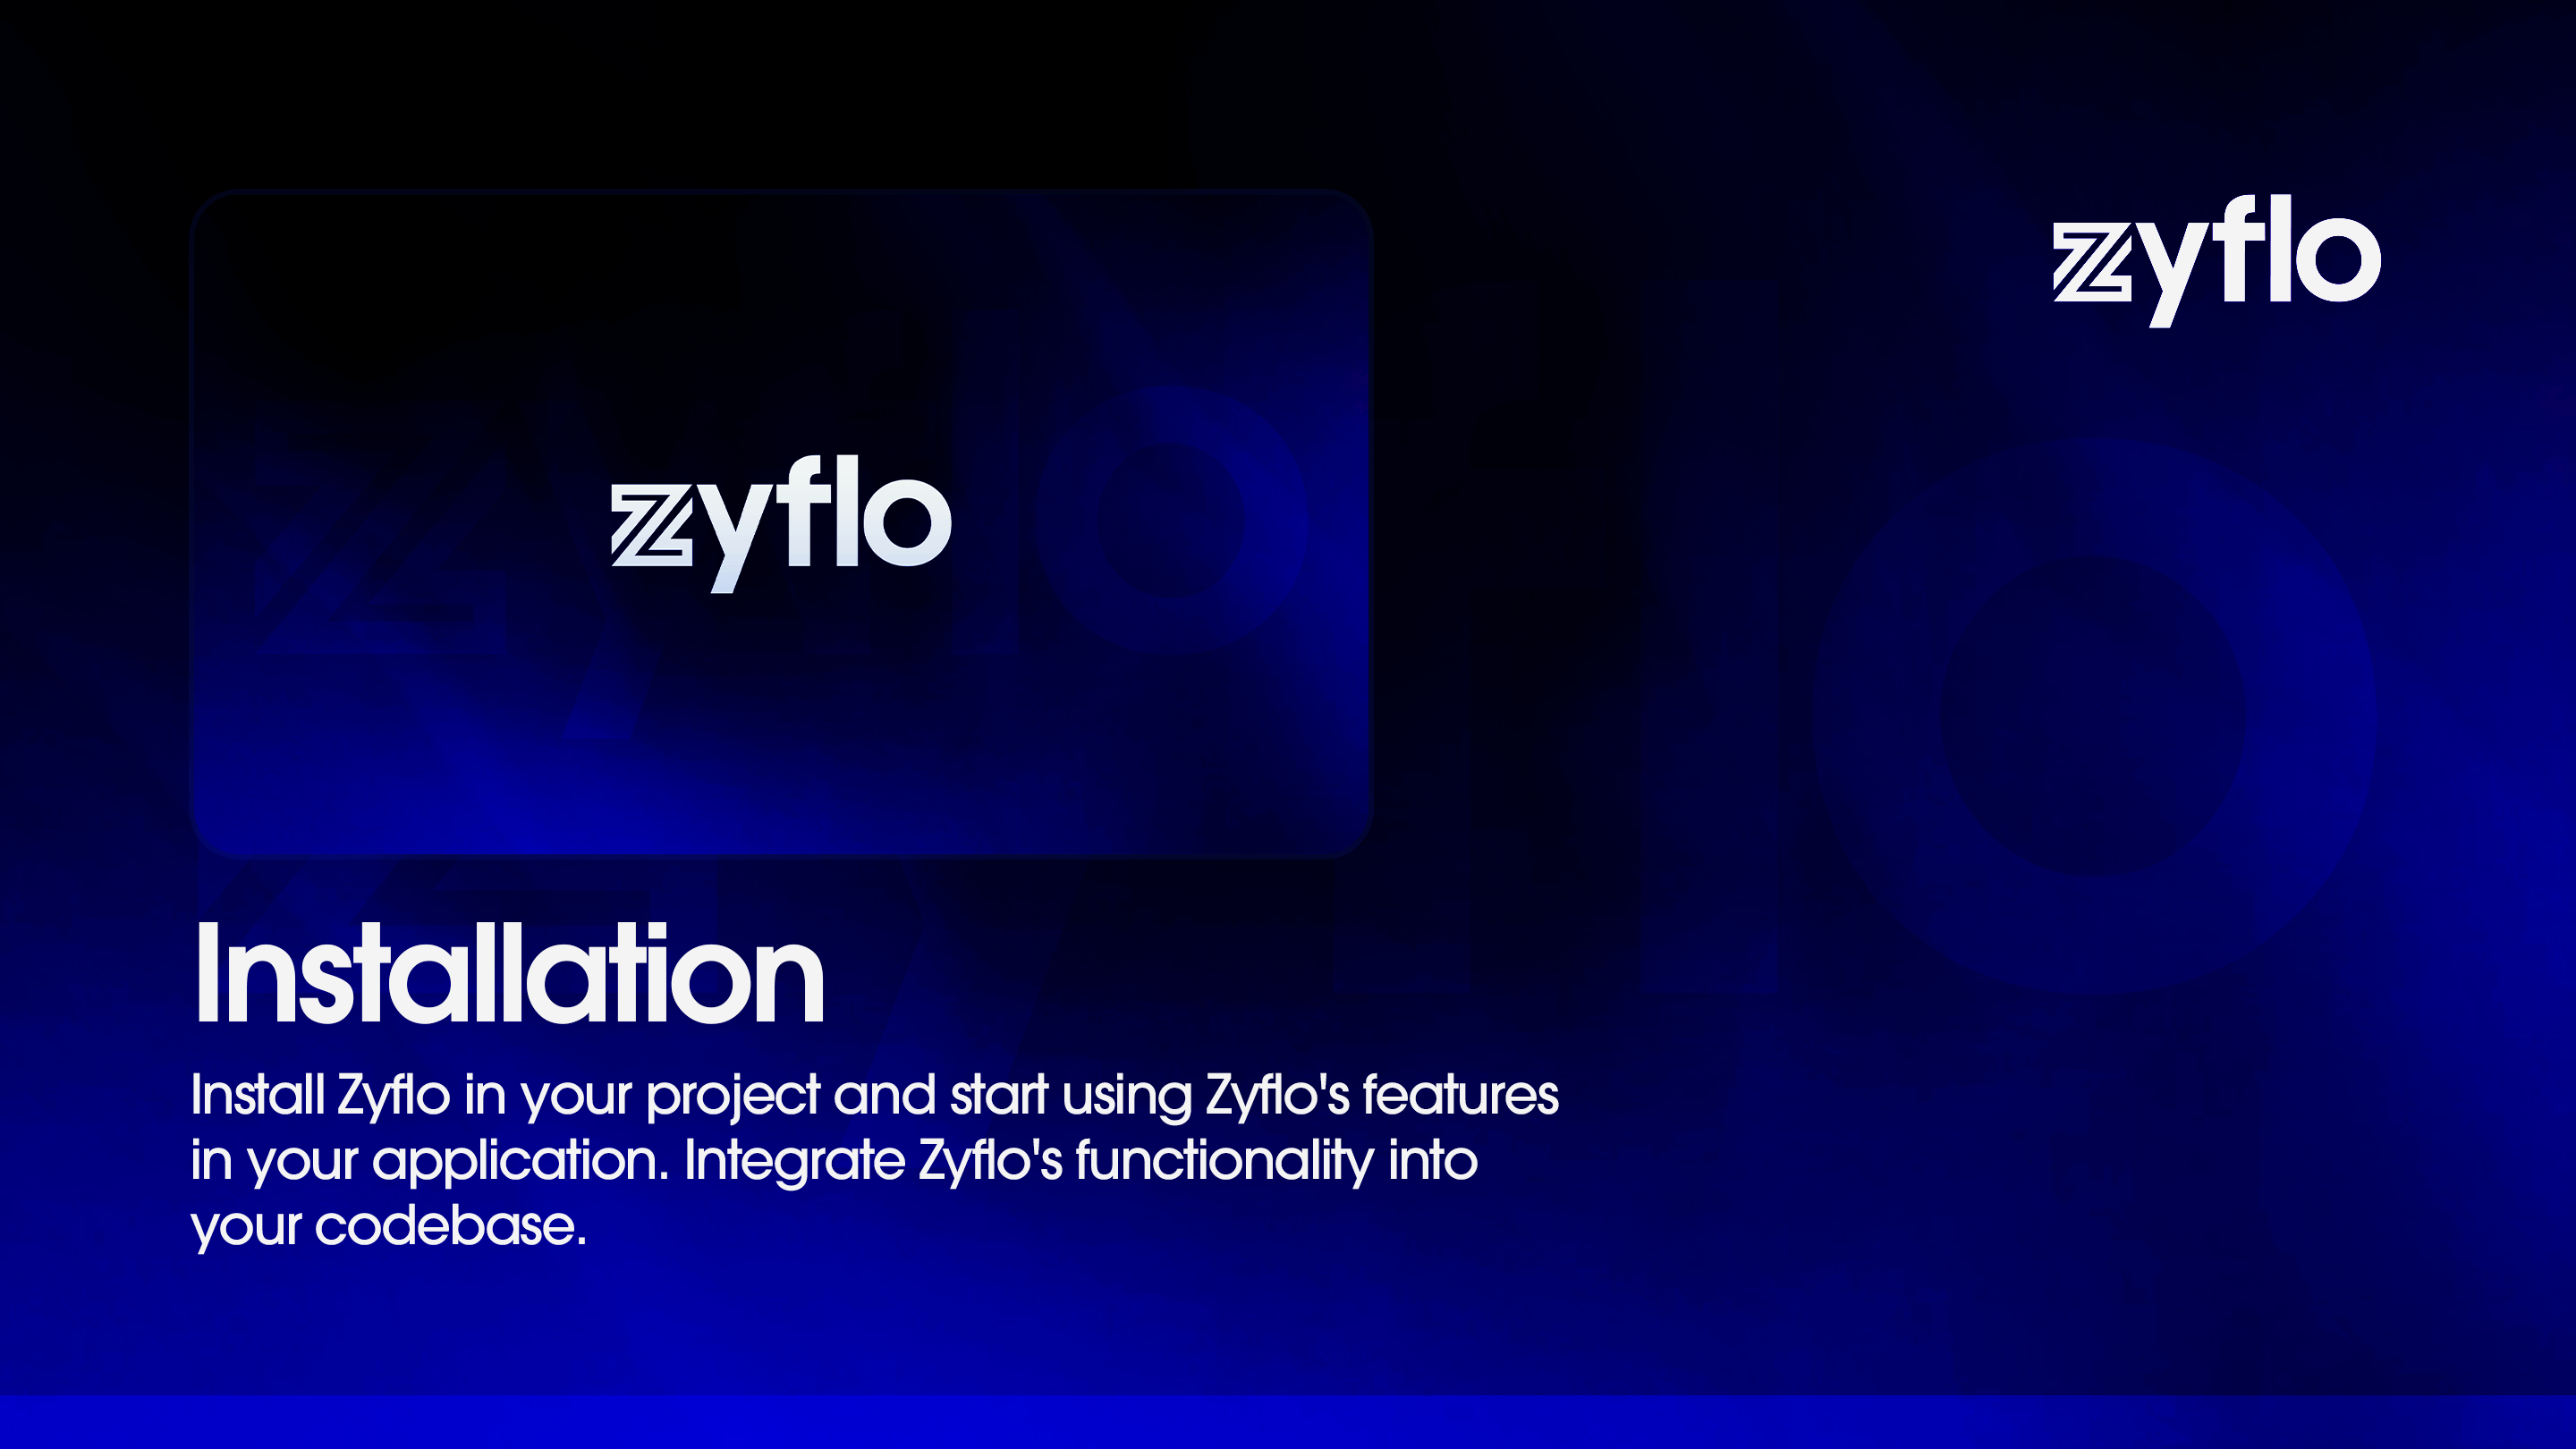 zyflo
zyflo
Installation
Install Zyflo in your project and start using Zyflo's features
in your application. Integrate Zyflo's functionality into
your codebase.